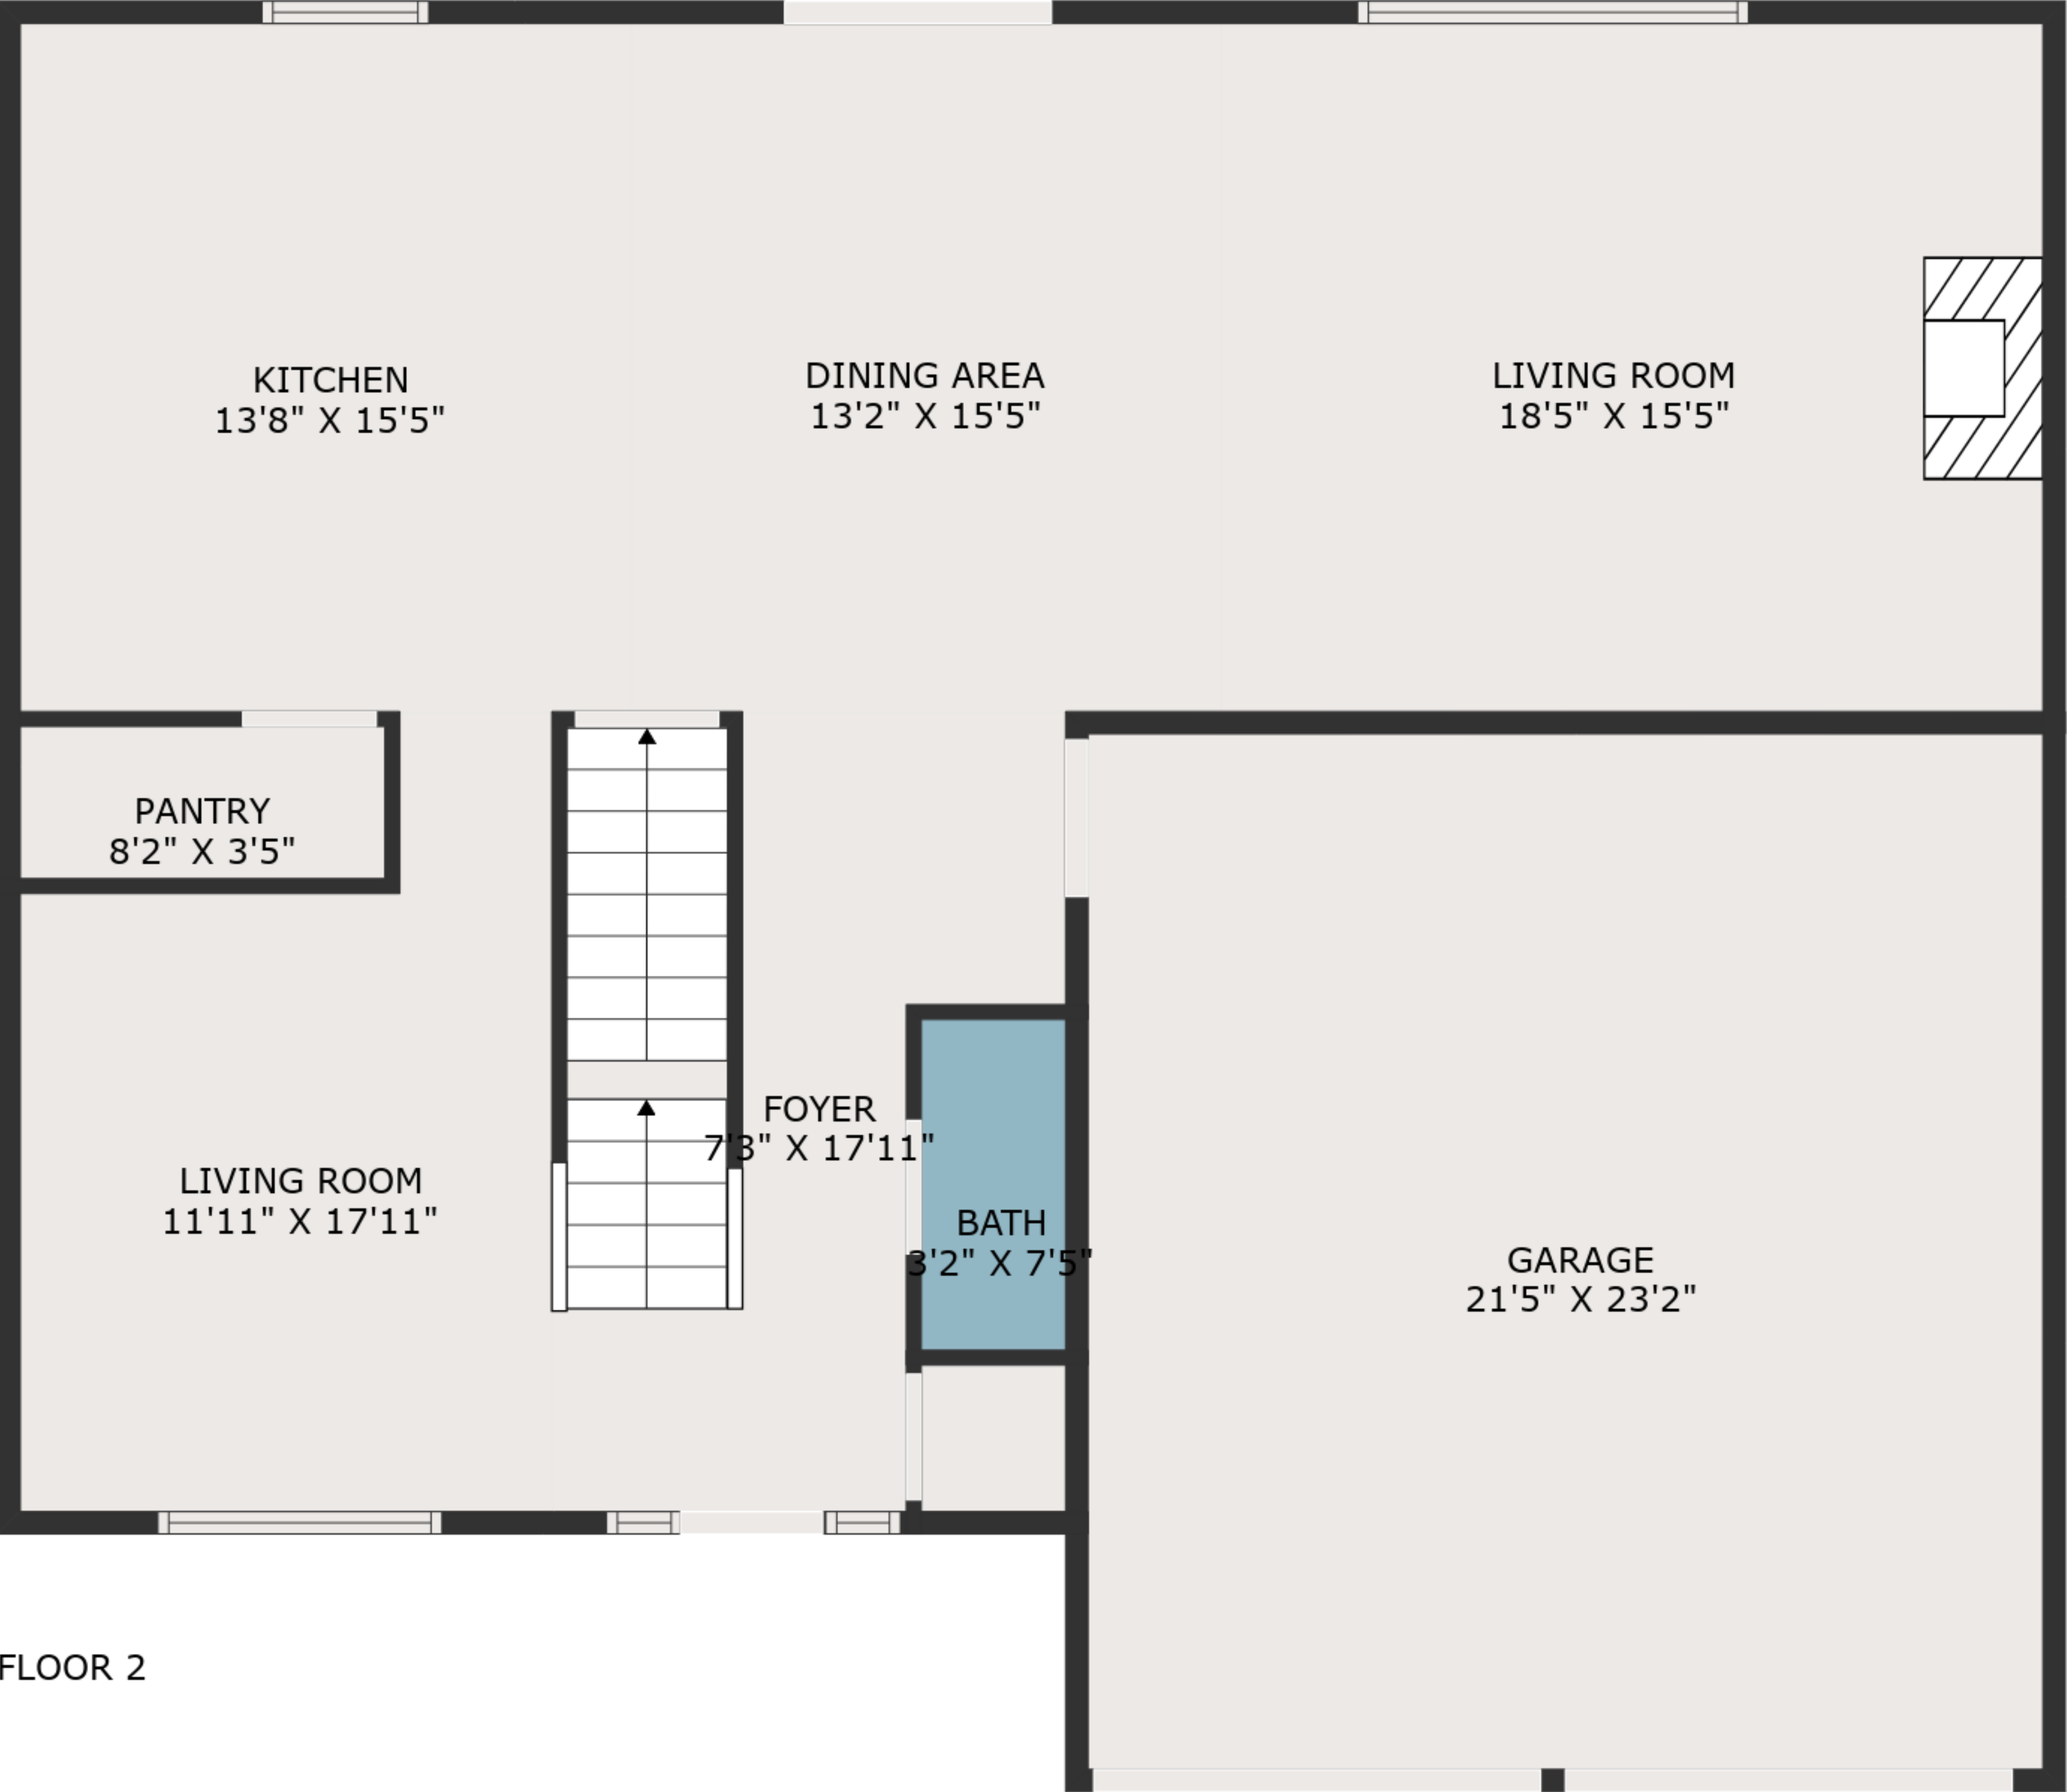 KITCHEN
13'8" X 15'5"
DINING AREA
13'2" X 15'5"
LIVING ROOM
18'5" X 15'5"
PANTRY
8'2" X 3'5"
FOYER
7'3" X 17'11"
LIVING ROOM
11'11" X 17'11"
BATH
3'2" X 7'5"
GARAGE
21'5" X 23'2"
FLOOR 2